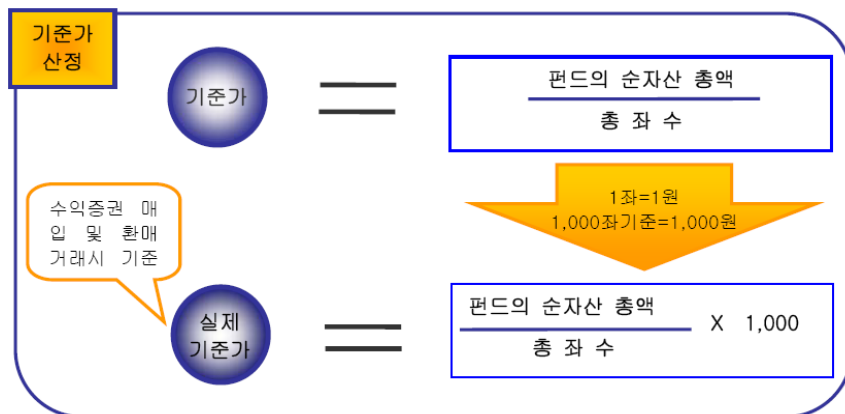 기준가
산정
기준가
펀드의 순자산 총액
총 좌 수
1좌=1원
1,000좌기준=1,000원
수익증권 매
입 및 환매
거래시 기준
실제
기준가
펀드의 순자산 총액
총 좌 수
X 1,000